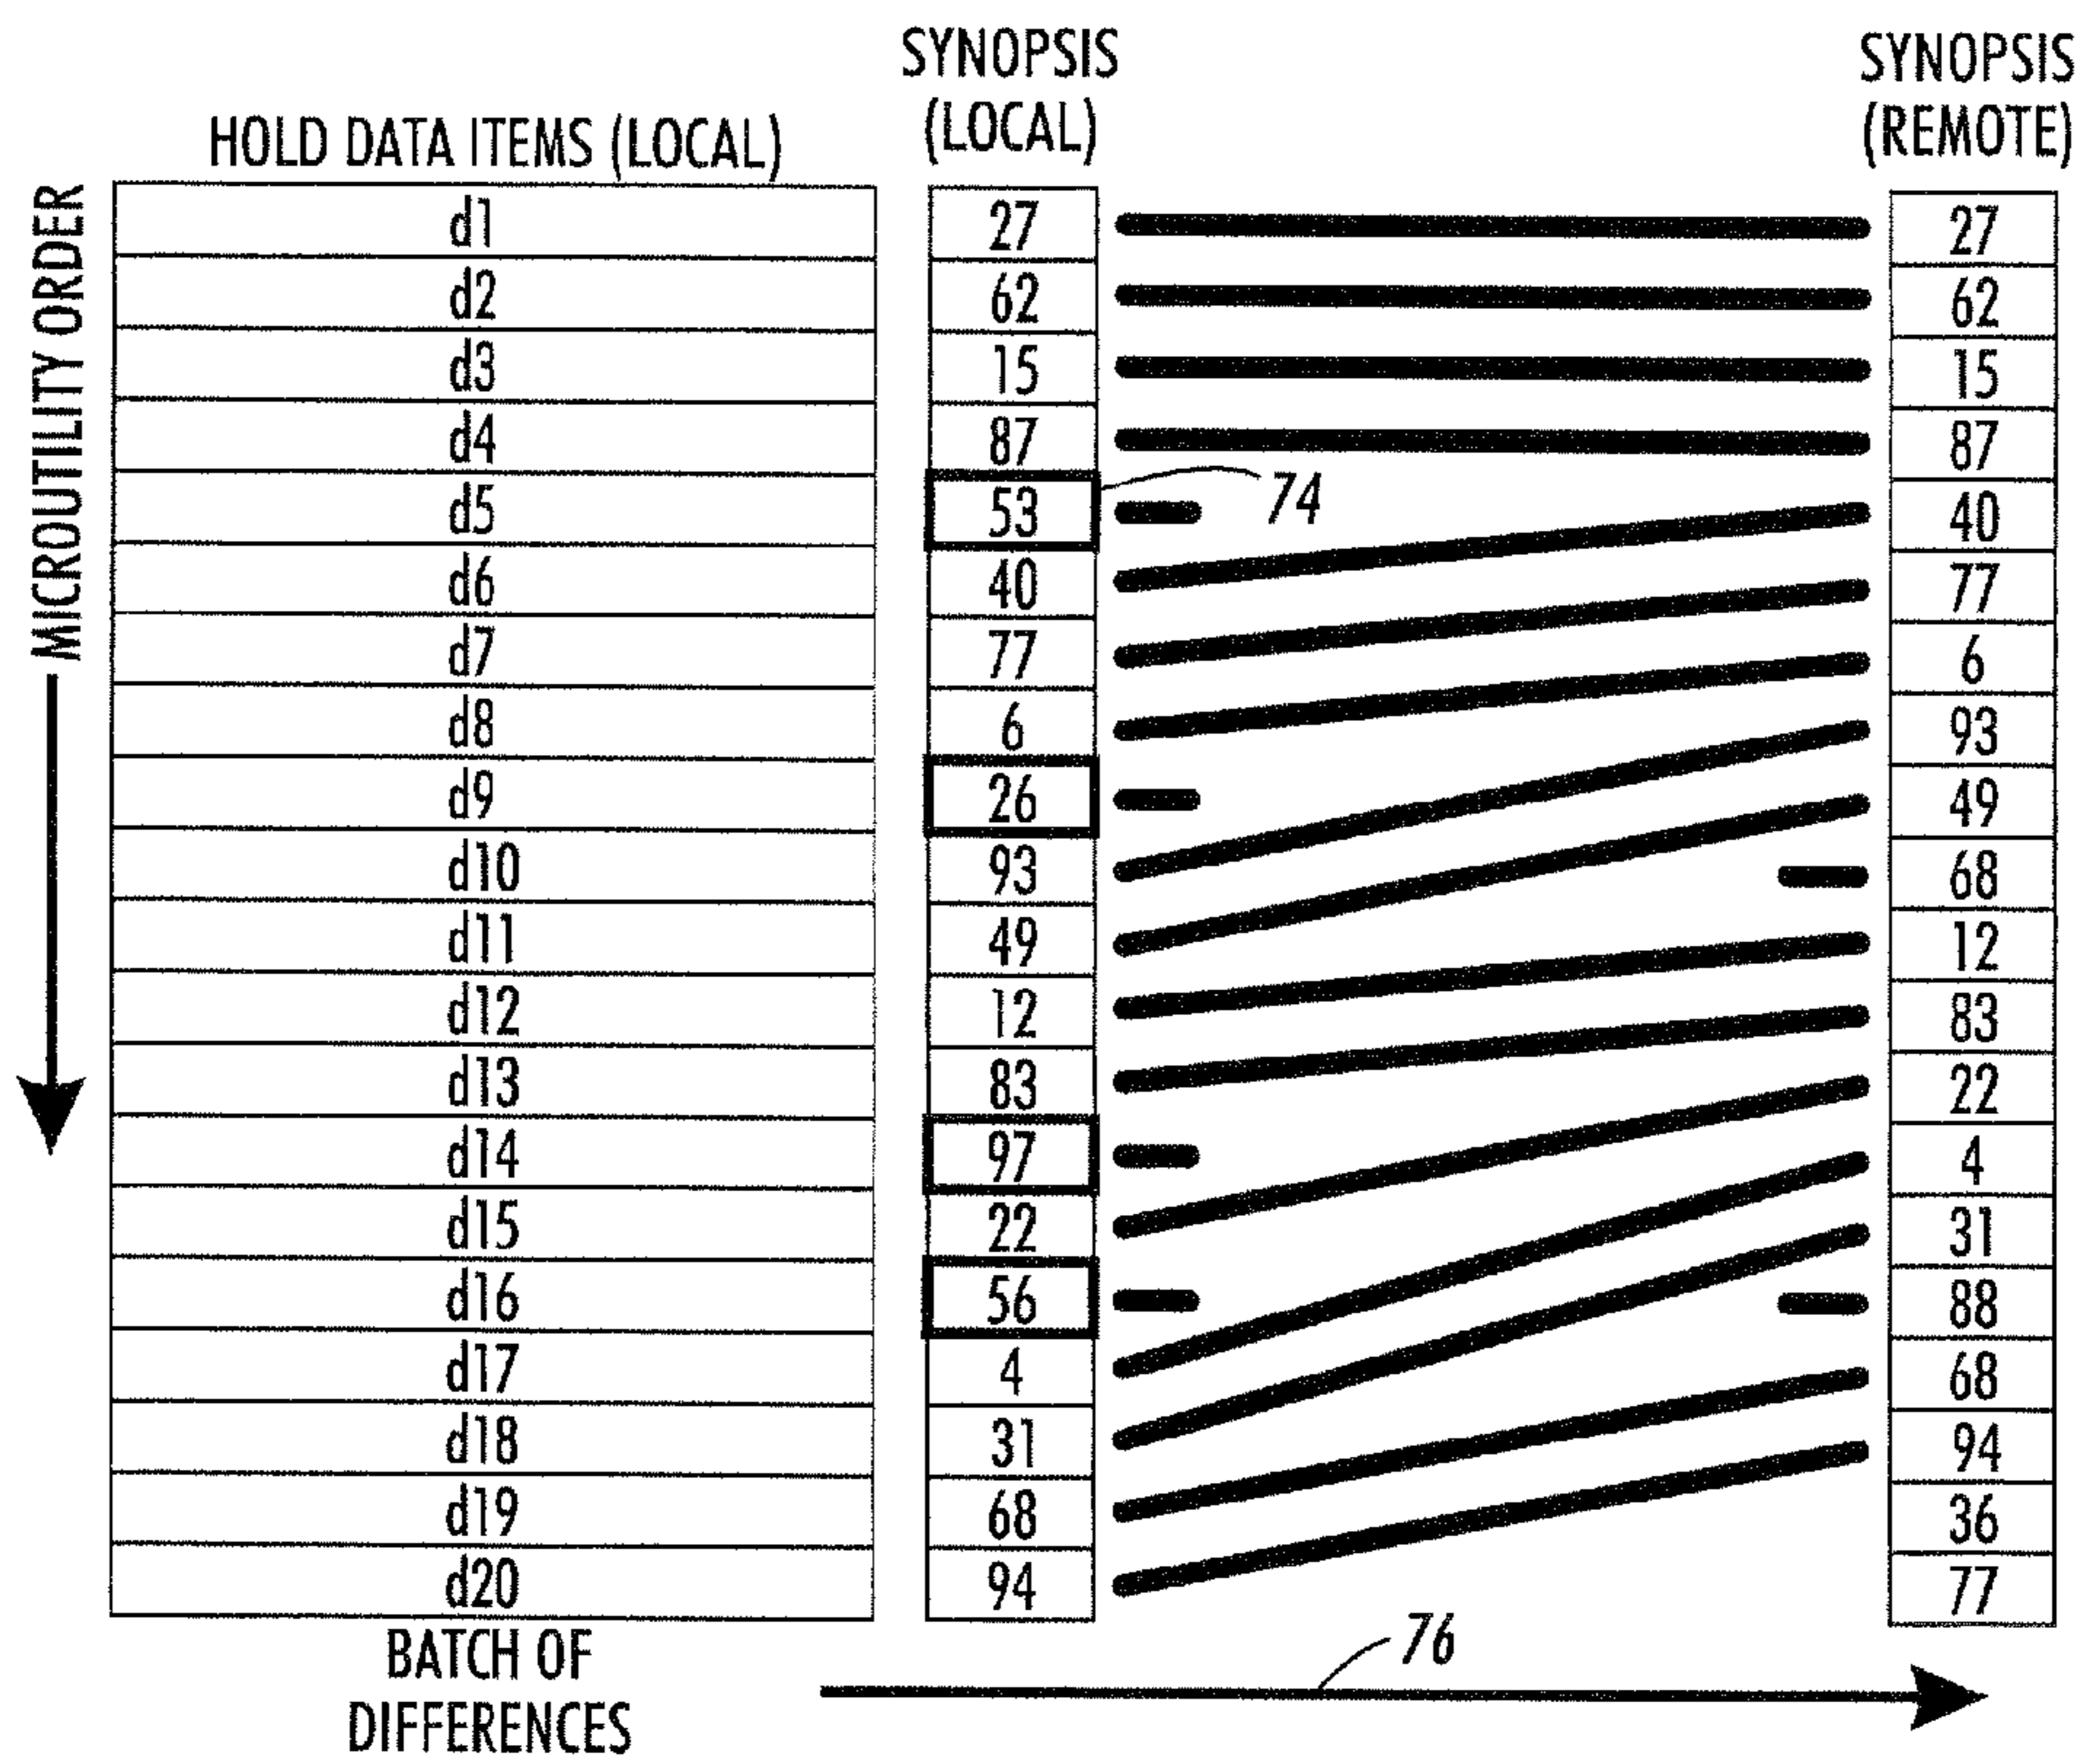 SYNOPSIS (LOCAL)
SYNOPSIS (REMOTE)
HOLD DATA ITEMS (LOCAL)
MICROUTILITY ORDER
d1 27 27
d2 62 62
d3 15 15
d4 87 87
d5 53 74 40
d6 40 77
d7 77 6
d8 6 93
d9 26 49
d10 93 68
d11 49 12
d12 12 83
d13 83 22
d14 97 4
d15 22 31
d16 56 88
d17 4 68
d18 31 94
d19 68 36
d20 94 77
BATCH OF
DIFFERENCES
76